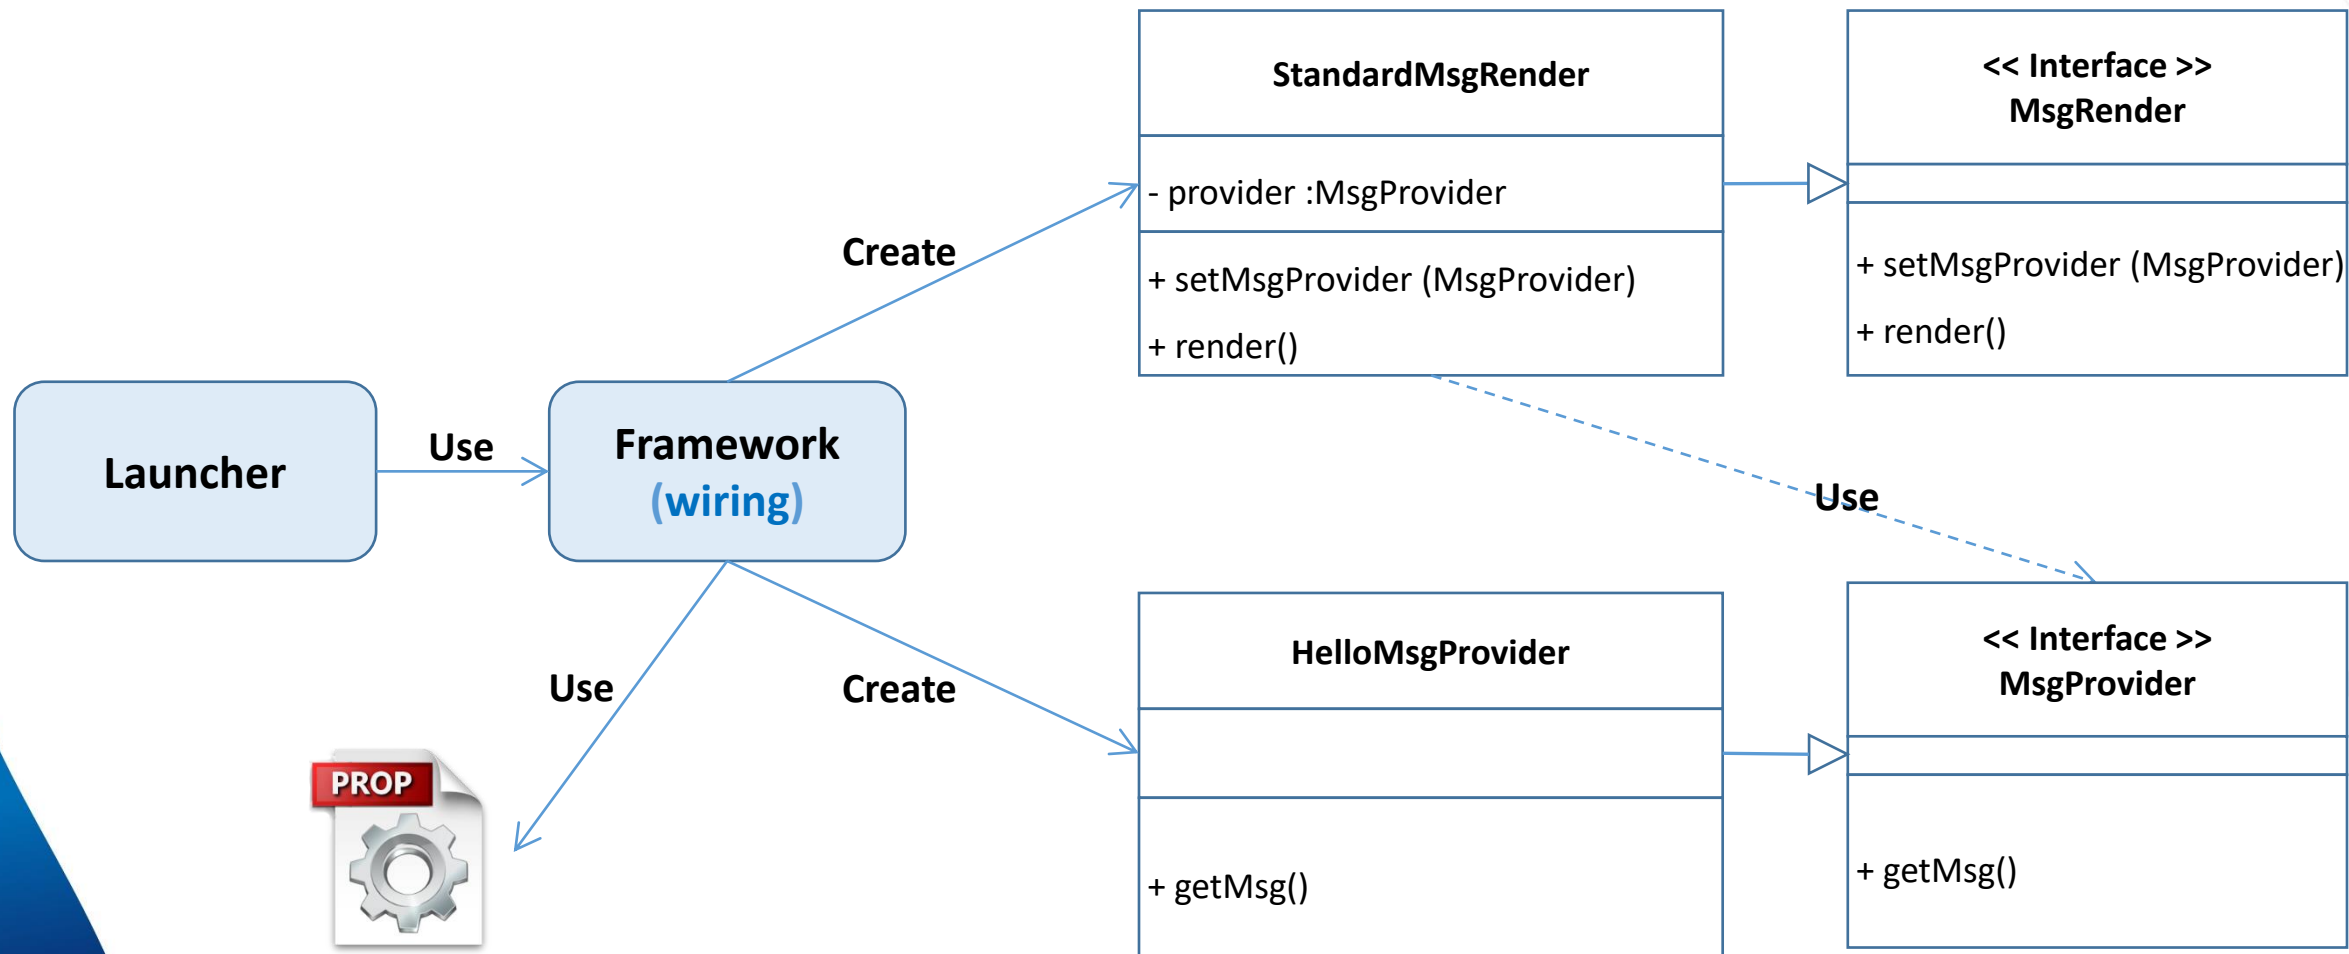 StandardMsgRender
- provider :MsgProvider
+ setMsgProvider (MsgProvider)
+ render()
<< Interface >>
MsgRender
+ setMsgProvider (MsgProvider)
+ render()
Create
Launcher
Use
Framework
(wiring)
Use
Use
Create
HelloMsgProvider
+ getMsg()
<< Interface >>
MsgProvider
+ getMsg()
PROP